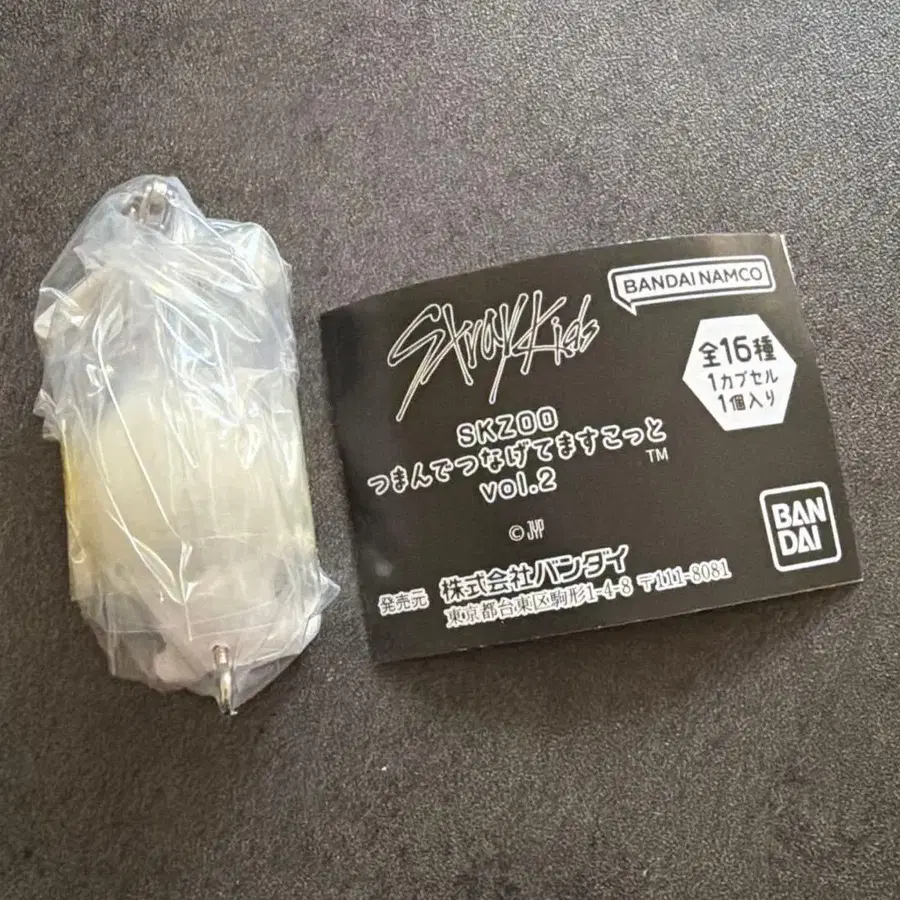 Stray Kids
BANDAI NAMCO
全16種
1カプセル
1個入り
SKZOO
つまんでつなげてますこっと
TM
vol.2
©JYP
BAN
DAI
発売元 株式会社バンダイ
東京都台東区駒形1-4-8 〒111-8081